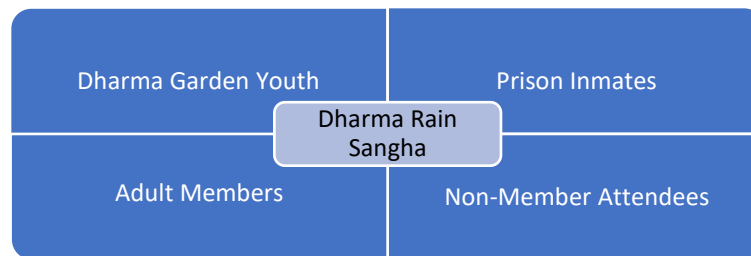 Dharma Garden Youth
Prison Inmates
Dharma Rain
Sangha
Adult Members
Non-Member Attendees